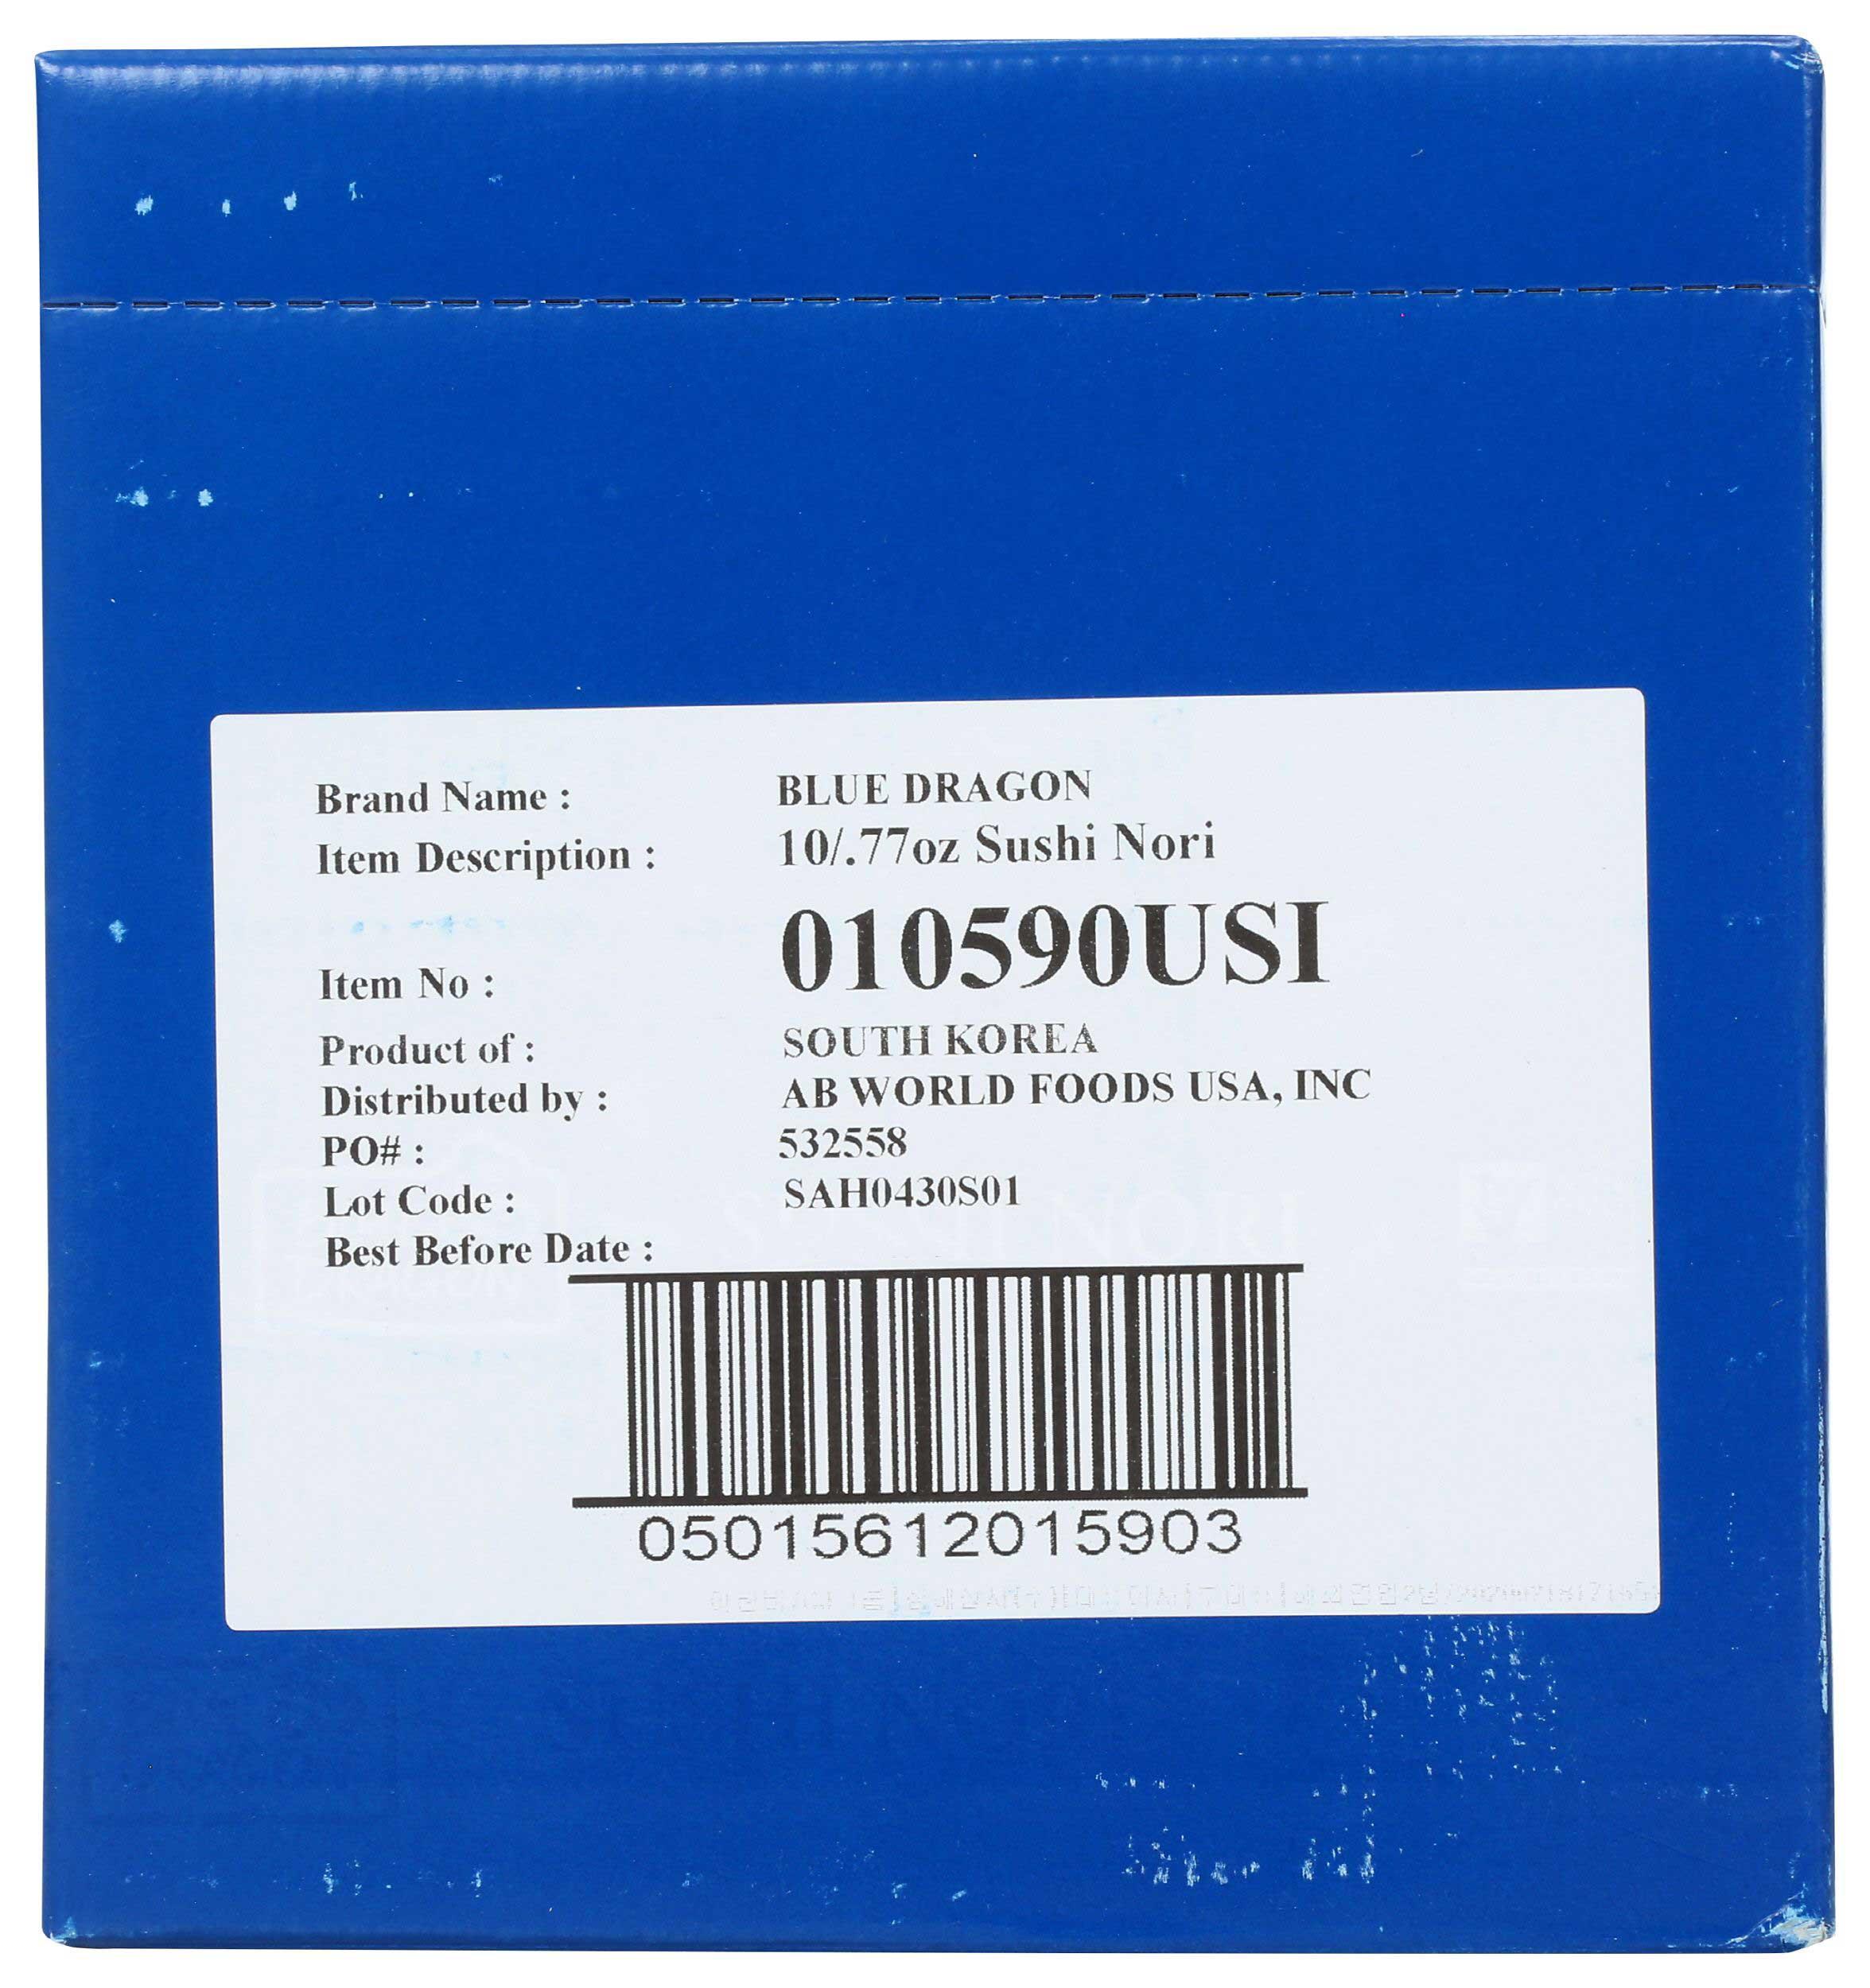 Brand Name : BLUE DRAGON
Item Description : 10/.77oz Sushi Nori
Item No : 010590USI
Product of : SOUTH KOREA
Distributed by : AB WORLD FOODS USA, INC
PO# : 532558
Lot Code : SAH0430S01
Best Before Date :
05015612015903